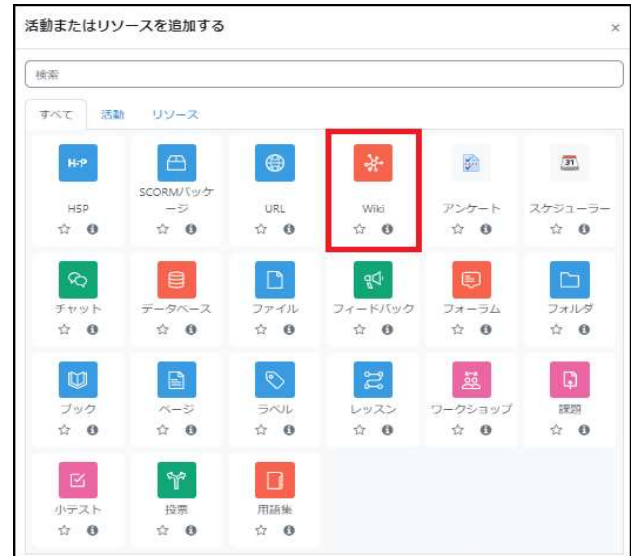 活動またはリソースを追加する ×
検索
すべて 活動 リソース
H5P
SCORMパッケ
ージ
H5P URL Wiki アンケート 31 スケジューラー
チャット データベース ファイル フィードバック フォーラム フォルダ
ブック ページ ラベル レッスン ワークショップ 課題
小テスト 投票 用語集